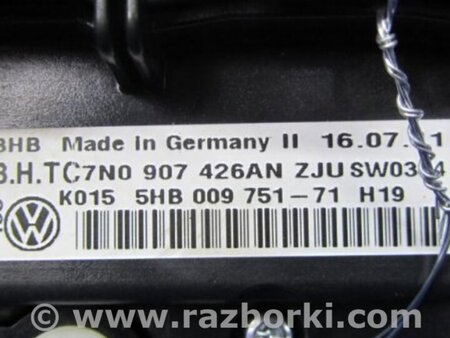 BHB Made in Germany II 16.07.
B.H.TC7N0 907 426AN ZJU SW03
K015 5HB 009 751-71 H19
© www.razborki.com